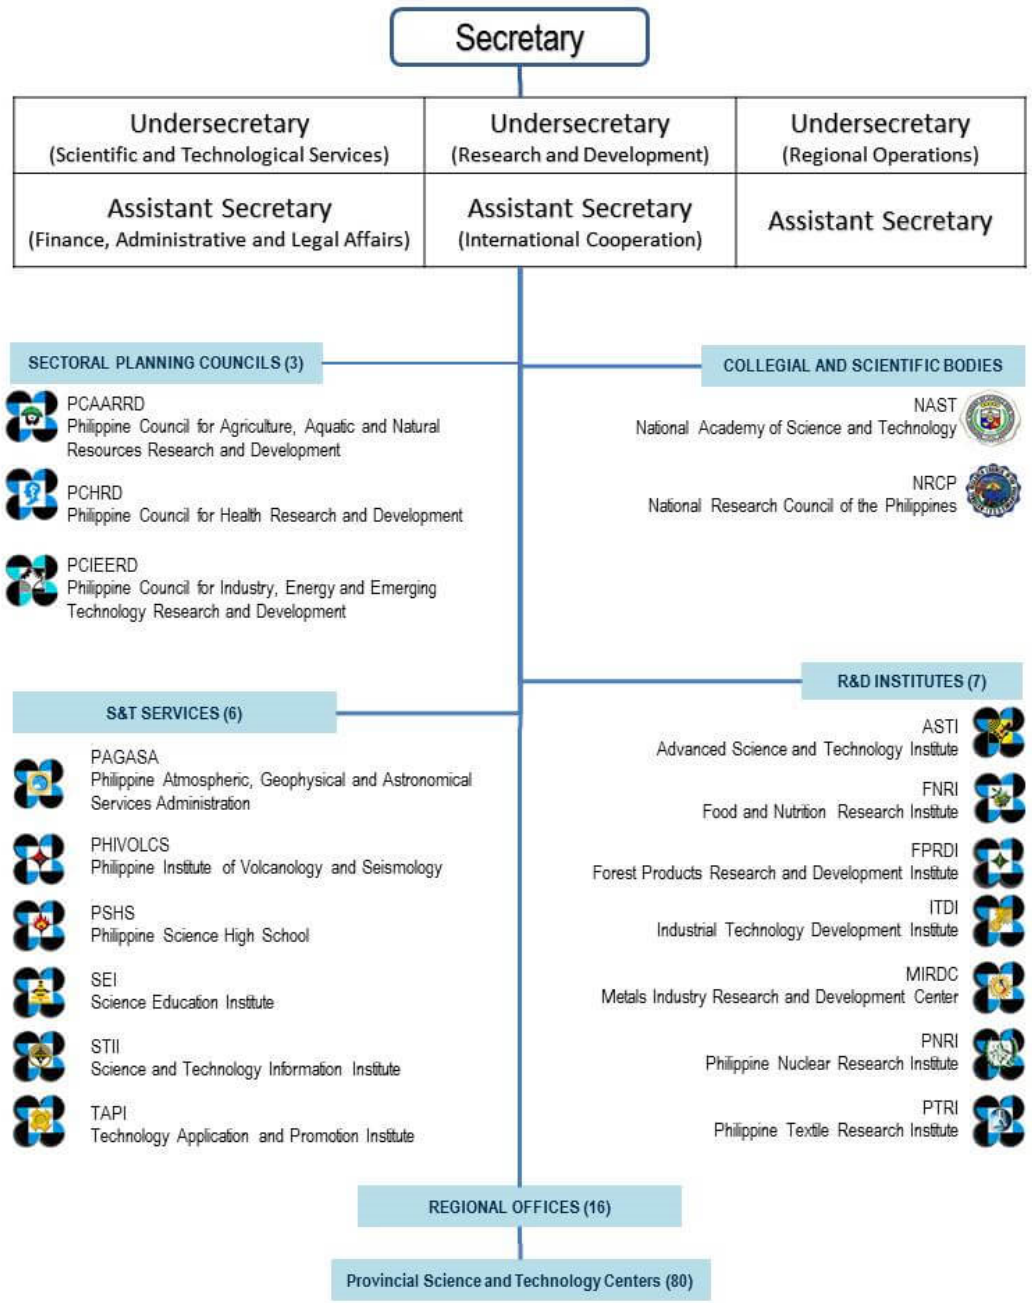 Secretary
Undersecretary
(Scientific and Technological Services)
Undersecretary
(Research and Development)
Undersecretary
(Regional Operations)
Assistant Secretary
(Finance, Administrative and Legal Affairs)
Assistant Secretary
(International Cooperation)
Assistant Secretary
SECTORAL PLANNING COUNCILS (3)
PCAARRD
Philippine Council for Agriculture, Aquatic and Natural
Resources Research and Development
PCHRD
Philippine Council for Health Research and Development
PCIEERD
Philippine Council for Industry, Energy and Emerging
Technology Research and Development
COLLEGIAL AND SCIENTIFIC BODIES
NAST
National Academy of Science and Technology
NRCP
National Research Council of the Philippines
S&T SERVICES (6)
PAGASA
Philippine Atmospheric, Geophysical and Astronomical
Services Administration
PHIVOLCS
Philippine Institute of Volcanology and Seismology
PSHS
Philippine Science High School
SEI
Science Education Institute
STII
Science and Technology Information Institute
TAPI
Technology Application and Promotion Institute
R&D INSTITUTES (7)
ASTI
Advanced Science and Technology Institute
FNRI
Food and Nutrition Research Institute
FPRDI
Forest Products Research and Development Institute
ITDI
Industrial Technology Development Institute
MIRDC
Metals Industry Research and Development Center
PNRI
Philippine Nuclear Research Institute
PTRI
Philippine Textile Research Institute
REGIONAL OFFICES (16)
Provincial Science and Technology Centers (80)